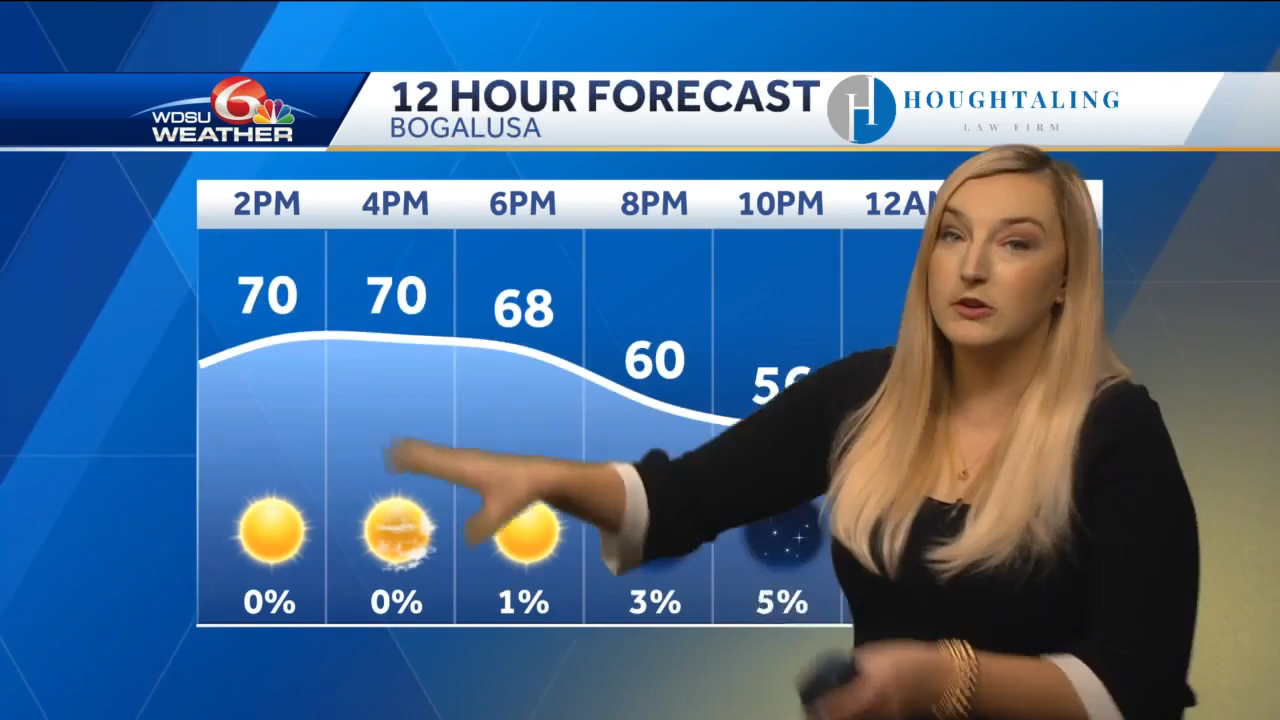 WDSU 6
WEATHER
12 HOUR FORECAST
BOGALUSA
H HOUGHTALING
LAW FIRM
2PM 4PM 6PM 8PM 10PM
70 70 68 60 56
0% 0% 1% 3% 5%